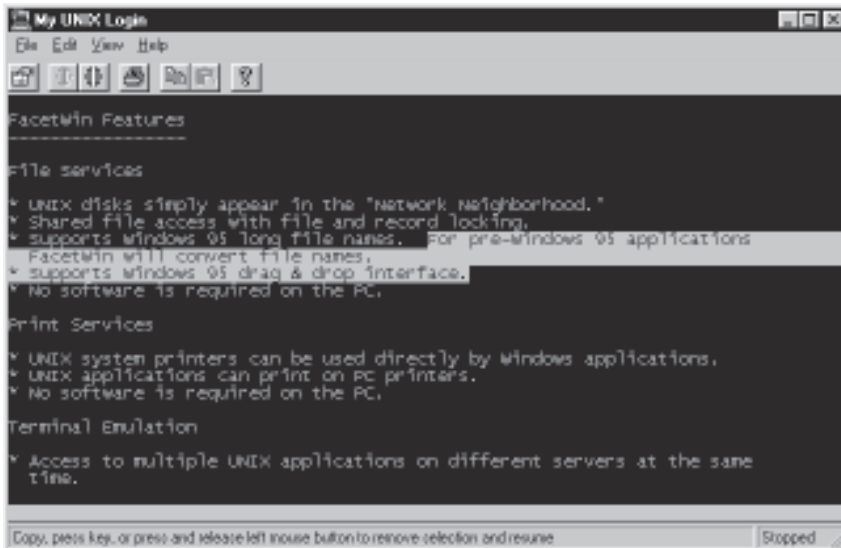 My UNIX Login
File Edit View Help
FacetWin Features
-----------------
File Services
* UNIX disks simply appear in the "Network Neighborhood."
* Shared file access with file and record locking.
* Supports Windows 95 long file names.  For pre-Windows 95 applications
FacetWin will convert file names.
* Supports Windows 95 drag & drop interface.
* No software is required on the PC.
Print Services
* UNIX system printers can be used directly by Windows applications.
* UNIX applications can print on PC printers.
* No software is required on the PC.
Terminal Emulation
* Access to multiple UNIX applications on different servers at the same
time.
Copy, press key, or press and release left mouse button to remove selection and resume
Stopped